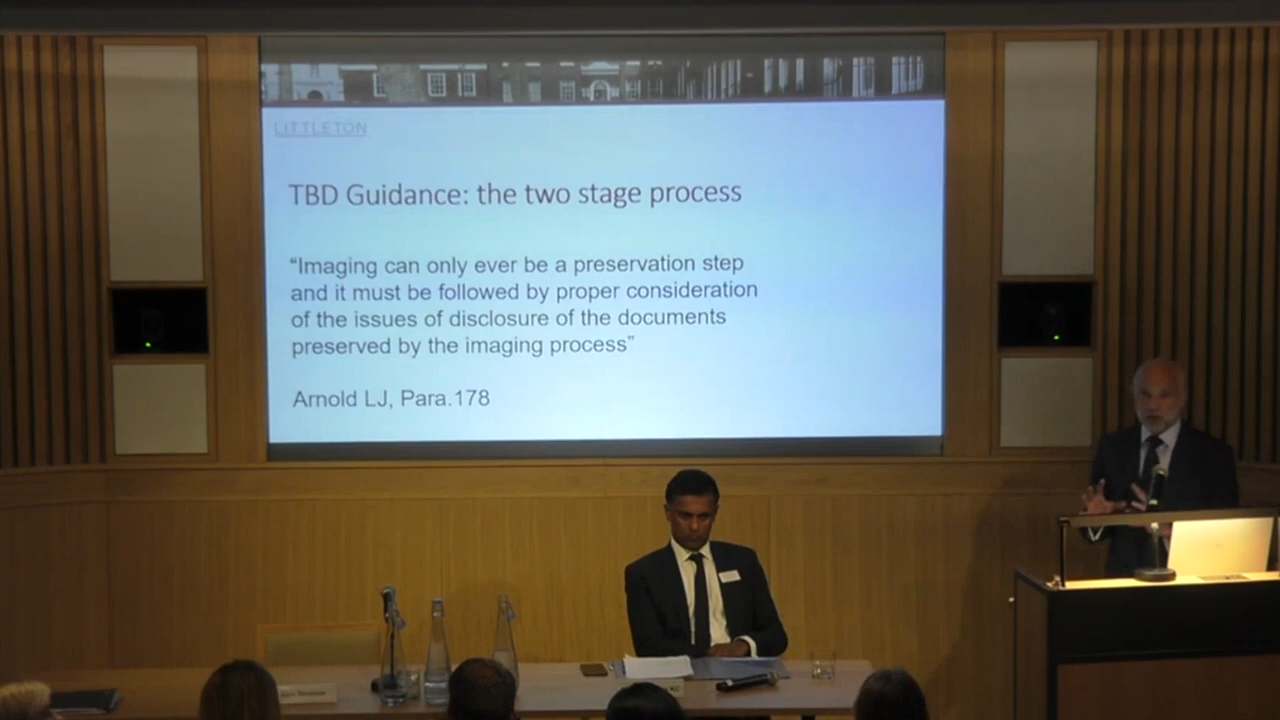 LITTLETON
TBD Guidance: the two stage process
“Imaging can only ever be a preservation step
and it must be followed by proper consideration
of the issues of disclosure of the documents
preserved by the imaging process”
Arnold LJ, Para.178
KC